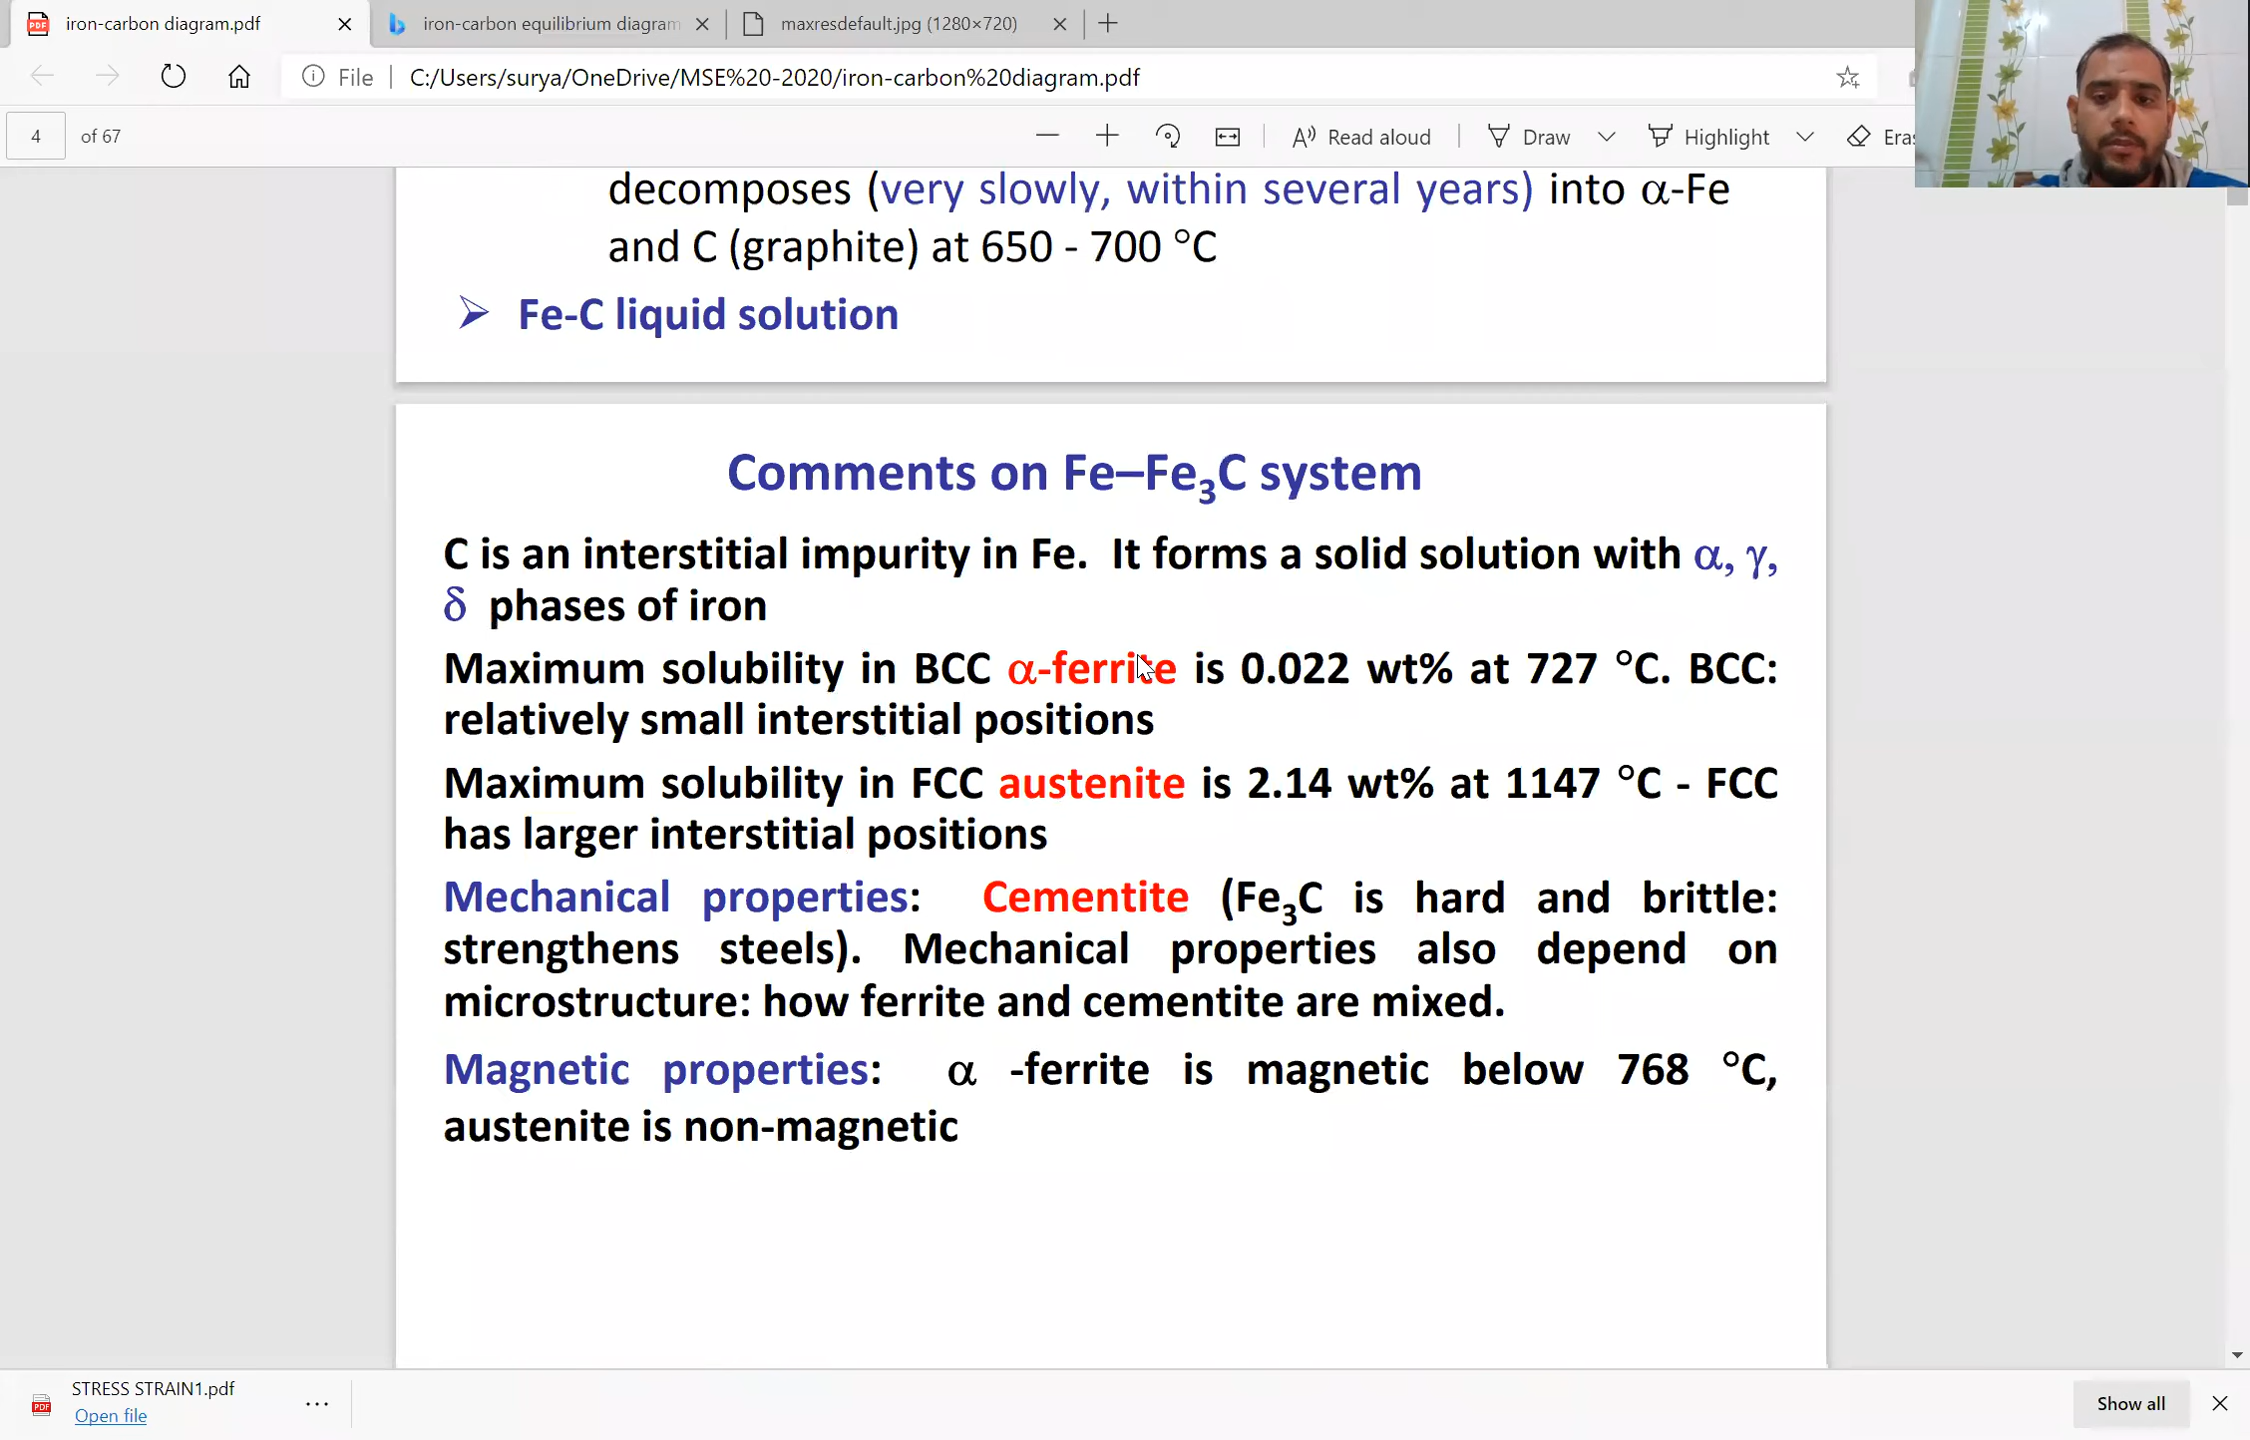 iron-carbon diagram.pdf
iron-carbon equilibrium diagram
maxresdefault.jpg (1280×720)
File
C:/Users/surya/OneDrive/MSE%20-2020/iron-carbon%20diagram.pdf
4 of 67
Read aloud
Draw
Highlight
Eras
decomposes (very slowly, within several years) into α-Fe
and C (graphite) at 650 - 700 °C
➢ Fe-C liquid solution
Comments on Fe–Fe₃C system
C is an interstitial impurity in Fe. It forms a solid solution with α, γ,
δ phases of iron
Maximum solubility in BCC α-ferrite is 0.022 wt% at 727 °C. BCC:
relatively small interstitial positions
Maximum solubility in FCC austenite is 2.14 wt% at 1147 °C - FCC
has larger interstitial positions
Mechanical properties: Cementite (Fe₃C is hard and brittle:
strengthens steels). Mechanical properties also depend on
microstructure: how ferrite and cementite are mixed.
Magnetic properties: α -ferrite is magnetic below 768 °C,
austenite is non-magnetic
STRESS STRAIN1.pdf
Open file
Show all